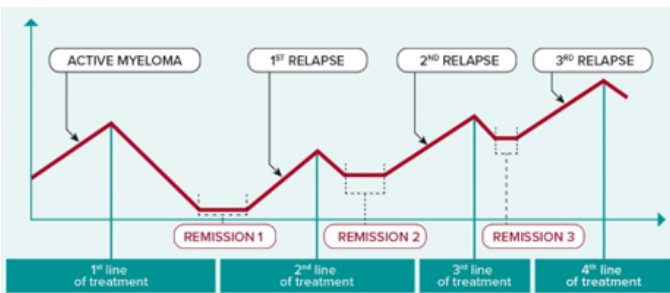 ACTIVE MYELOMA
1ST RELAPSE
2ND RELAPSE
3RD RELAPSE
REMISSION 1
REMISSION 2
REMISSION 3
1st line
of treatment
2nd line
of treatment
3rd line
of treatment
4th line
of treatment